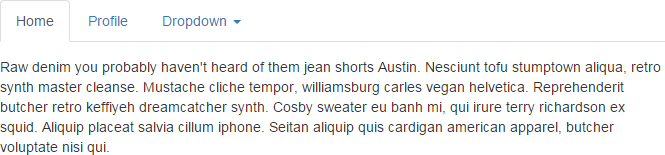 Home Profile Dropdown
Raw denim you probably haven't heard of them jean shorts Austin. Nesciunt tofu stumptown aliqua, retro
synth master cleanse. Mustache cliche tempor, williamsburg carles vegan helvetica. Reprehenderit
butcher retro keffiyeh dreamcatcher synth. Cosby sweater eu banh mi, qui irure terry richardson ex
squid. Aliquip placeat salvia cillum iphone. Seitan aliquip quis cardigan american apparel, butcher
voluptate nisi qui.